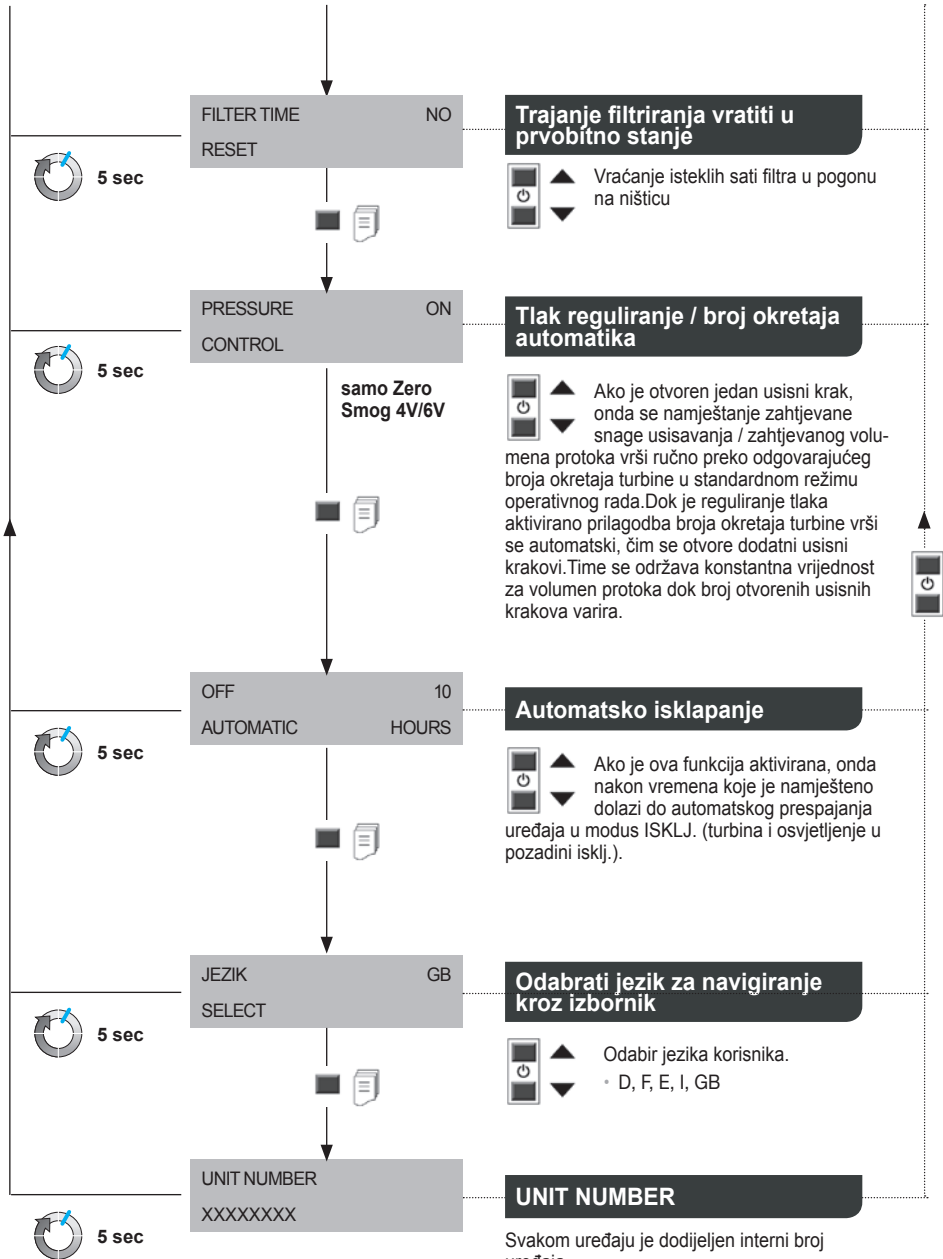 FILTER TIME NO
RESET
Trajanje filtriranja vratiti u
prvobitno stanje
5 sec
Vraćanje isteklih sati filtra u pogonu
na ništicu
PRESSURE ON
CONTROL
Tlak reguliranje / broj okretaja
automatika
5 sec
samo Zero
Smog 4V/6V
Ako je otvoren jedan usisni krak,
onda se namještanje zahtjevane
snage usisavanja / zahtjevanog volu-
mena protoka vrši ručno preko odgovarajućeg
broja okretaja turbine u standardnom režimu
operativnog rada.Dok je reguliranje tlaka
aktivirano prilagodba broja okretaja turbine vrši
se automatski, čim se otvore dodatni usisni
krakovi.Time se održava konstantna vrijednost
za volumen protoka dok broj otvorenih usisnih
krakova varira.
OFF 10
AUTOMATIC HOURS
Automatsko isklapanje
5 sec
Ako je ova funkcija aktivirana, onda
nakon vremena koje je namješteno
dolazi do automatskog prespajanja
uređaja u modus ISKLJ. (turbina i osvjetljenje u
pozadini isklj.).
JEZIK GB
SELECT
Odabrati jezik za navigiranje
kroz izbornik
5 sec
Odabir jezika korisnika.
• D, F, E, I, GB
UNIT NUMBER
XXXXXXXX
UNIT NUMBER
5 sec
Svakom uređaju je dodijeljen interni broj